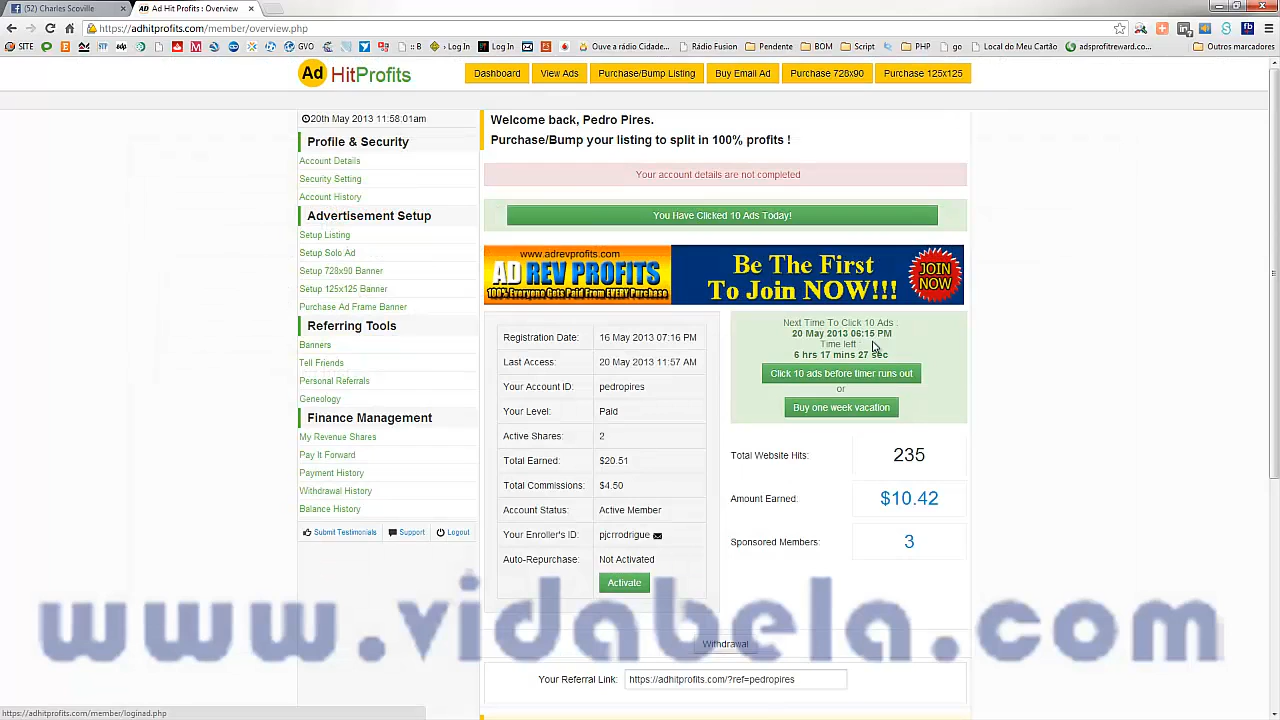 (52) Charles Scoville
Ad Hit Profits : Overview
https://adhitprofits.com/member/overview.php
SITE
GVO
:: B
Log In
Log In
Ouve a rádio Cidade...
Rádio Fusion
Pendente
BOM
Script
PHP
go
Local do Meu Cartão
adsprofitreward.co...
Outros marcadores
Ad HitProfits
Dashboard
View Ads
Purchase/Bump Listing
Buy Email Ad
Purchase 728x90
Purchase 125x125
20th May 2013 11:58.01am
Profile & Security
Account Details
Security Setting
Account History
Advertisement Setup
Setup Listing
Setup Solo Ad
Setup 728x90 Banner
Setup 125x125 Banner
Purchase Ad Frame Banner
Referring Tools
Banners
Tell Friends
Personal Referrals
Geneology
Finance Management
My Revenue Shares
Pay It Forward
Payment History
Withdrawal History
Balance History
Submit Testimonials
Support
Logout
Welcome back, Pedro Pires.
Purchase/Bump your listing to split in 100% profits !
Your account details are not completed
You Have Clicked 10 Ads Today!
www.adrevprofits.com
AD REV PROFITS
100% Everyone Gets Paid From EVERY Purchase
Be The First
To Join NOW!!!
JOIN
NOW
Registration Date: 16 May 2013 07:16 PM
Last Access: 20 May 2013 11:57 AM
Your Account ID: pedropires
Your Level: Paid
Active Shares: 2
Total Earned: $20.51
Total Commissions: $4.50
Account Status: Active Member
Your Enroller's ID: pjcrrodrigue
Auto-Repurchase: Not Activated
Activate
Next Time To Click 10 Ads :
20 May 2013 06:15 PM
Time left :
6 hrs 17 mins 27 sec
Click 10 ads before timer runs out
or
Buy one week vacation
Total Website Hits: 235
Amount Earned: $10.42
Sponsored Members: 3
www.vidabela.com
Withdrawal
Your Referral Link: https://adhitprofits.com/?ref=pedropires
https://adhitprofits.com/member/loginad.php